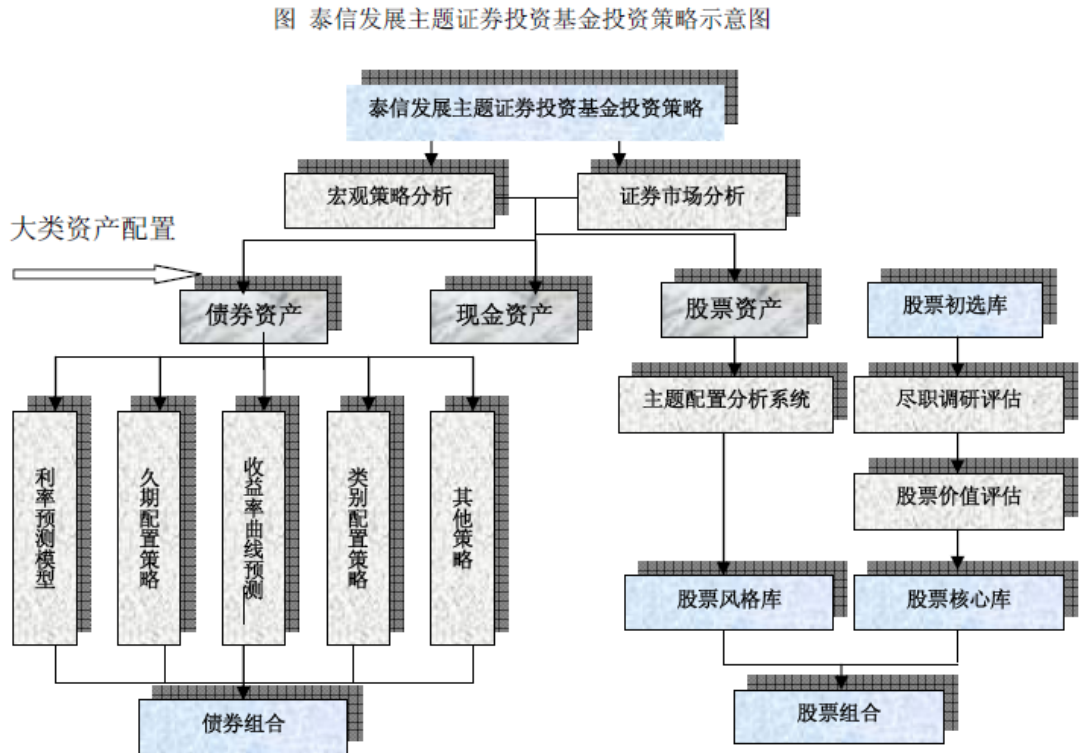 图 泰信发展主题证券投资基金投资策略示意图
泰信发展主题证券投资基金投资策略
宏观策略分析
证券市场分析
大类资产配置
债券资产
现金资产
股票资产
股票初选库
主题配置分析系统
尽职调研评估
利率预测模型
久期配置策略
收益率曲线预测
类别配置策略
其他策略
股票价值评估
股票风格库
股票核心库
债券组合
股票组合